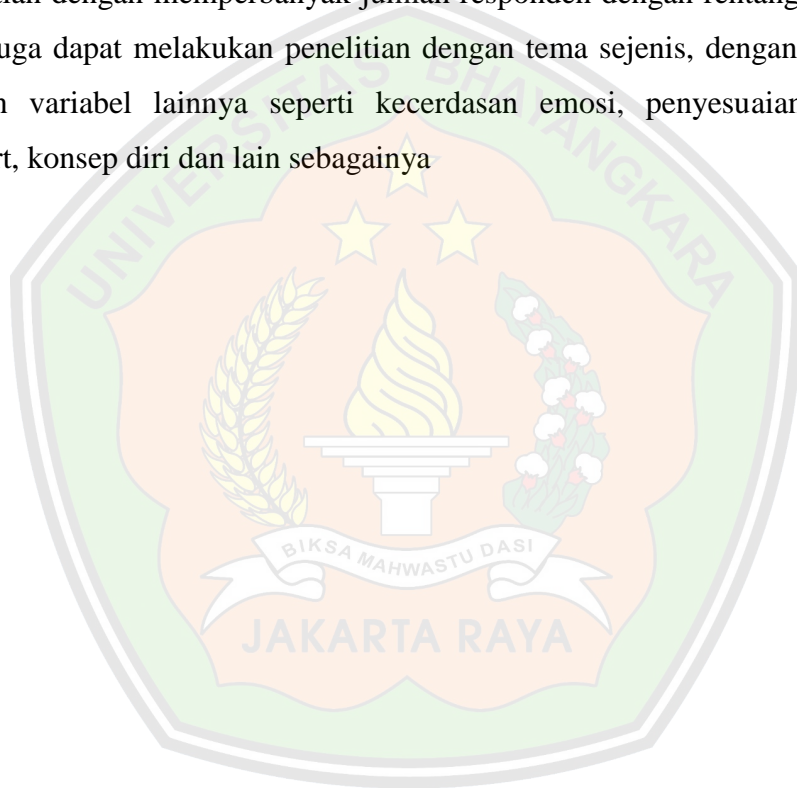 dengan memperbanyak jumlah responden dengan rentang
uga dapat melakukan penelitian dengan tema sejenis, dengan
n variabel lainnya seperti kecerdasan emosi, penyesuaian
rt, konsep diri dan lain sebagainya
UNIVERSITAS BHAYANGKARA
BIKSA MAHWASTU DASI
JAKARTA RAYA